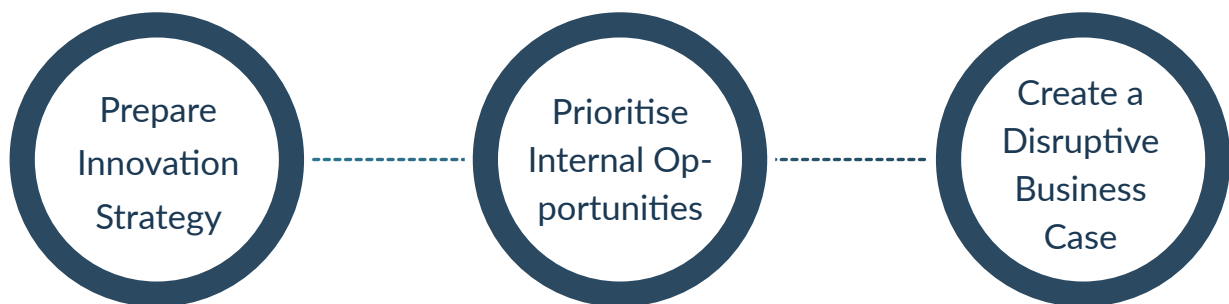 Prepare
Innovation
Strategy
Prioritise
Internal Op-
portunities
Create a
Disruptive
Business
Case